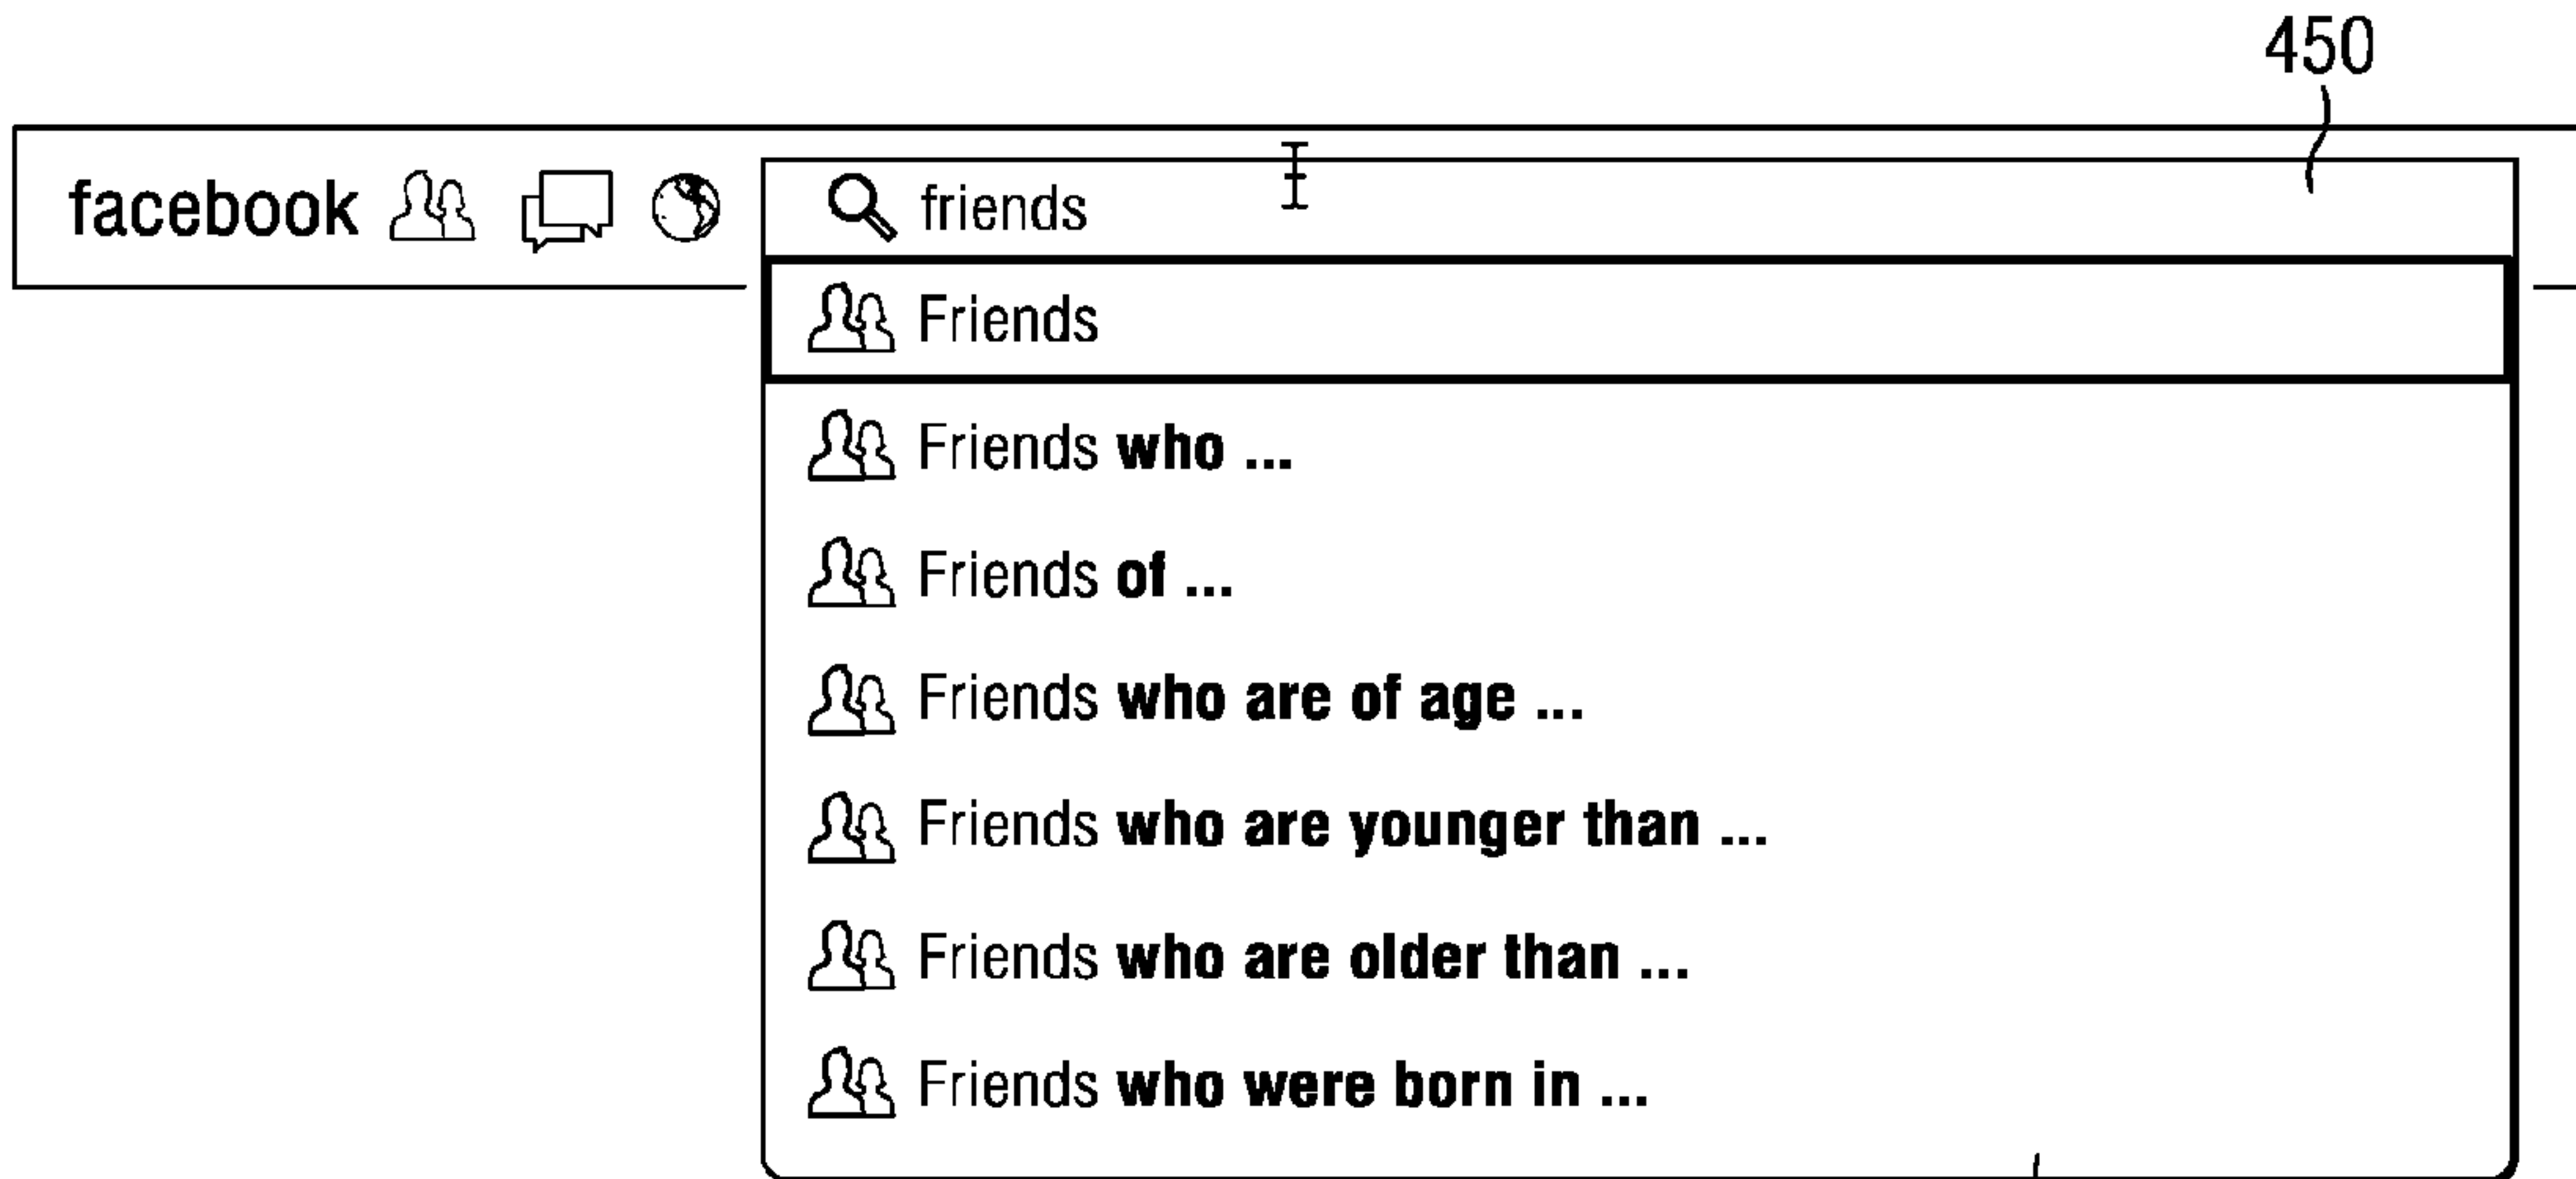 450
facebook friends
Friends
Friends who ...
Friends of ...
Friends who are of age ...
Friends who are younger than ...
Friends who are older than ...
Friends who were born in ...